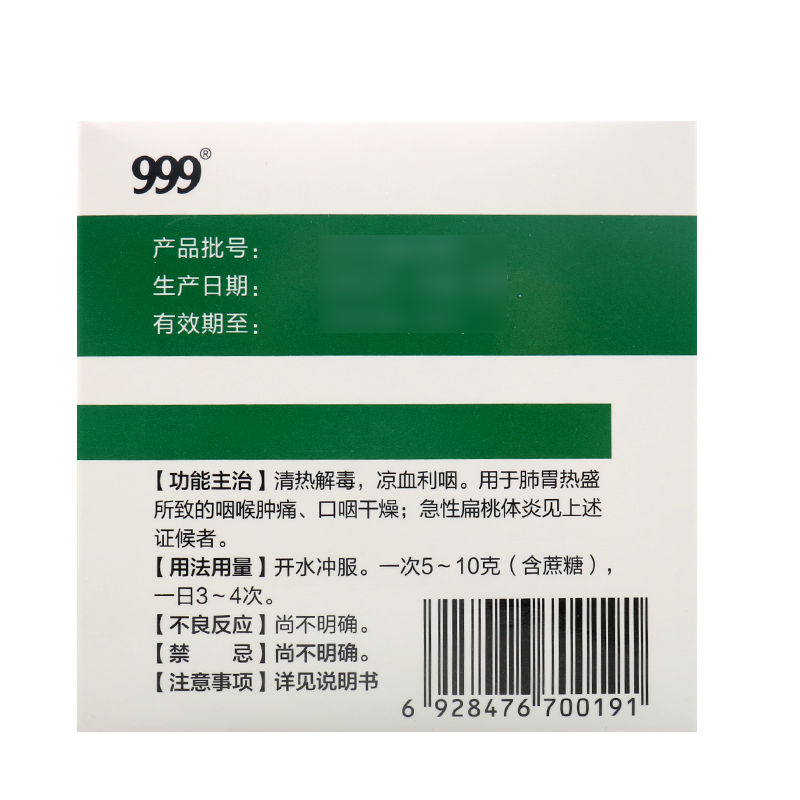 999®
产品批号：
生产日期：
有效期至：
【功能主治】清热解毒，凉血利咽。用于肺胃热盛
所致的咽喉肿痛、口咽干燥；急性扁桃体炎见上述
证候者。
【用法用量】开水冲服。一次5～10克（含蔗糖），
一日3～4次。
【不良反应】尚不明确。
【禁　　忌】尚不明确。
【注意事项】详见说明书
6 928476 700191